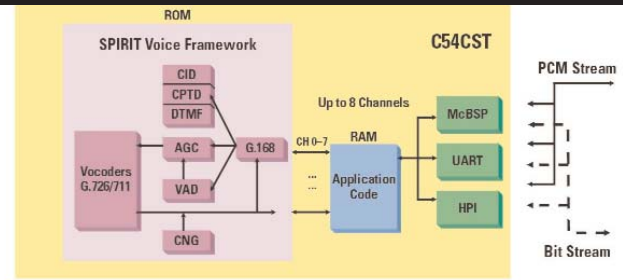 ROM
SPIRIT Voice Framework
C54CST
CID
CPTD
DTMF
PCM Stream
Up to 8 Channels
McBSP
AGC
G.168
CH 0–7
RAM
Vocoders
G.726/711
UART
...
...
Application
Code
VAD
HPI
CNG
Bit Stream